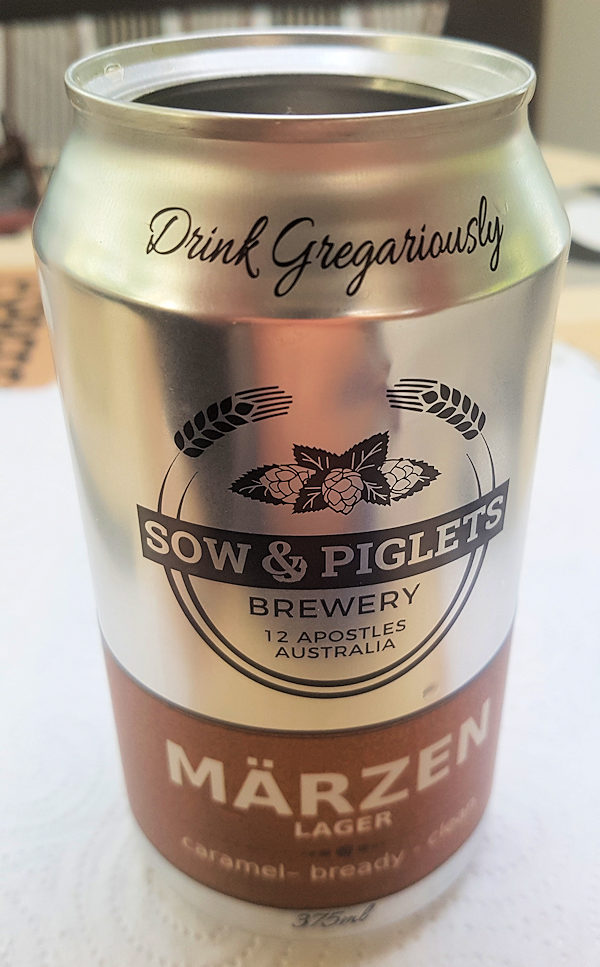 Drink Gregariously
SOW & PIGLETS
BREWERY
12 APOSTLES
AUSTRALIA
MÄRZEN
LAGER
caramel- bready - clean
375ml